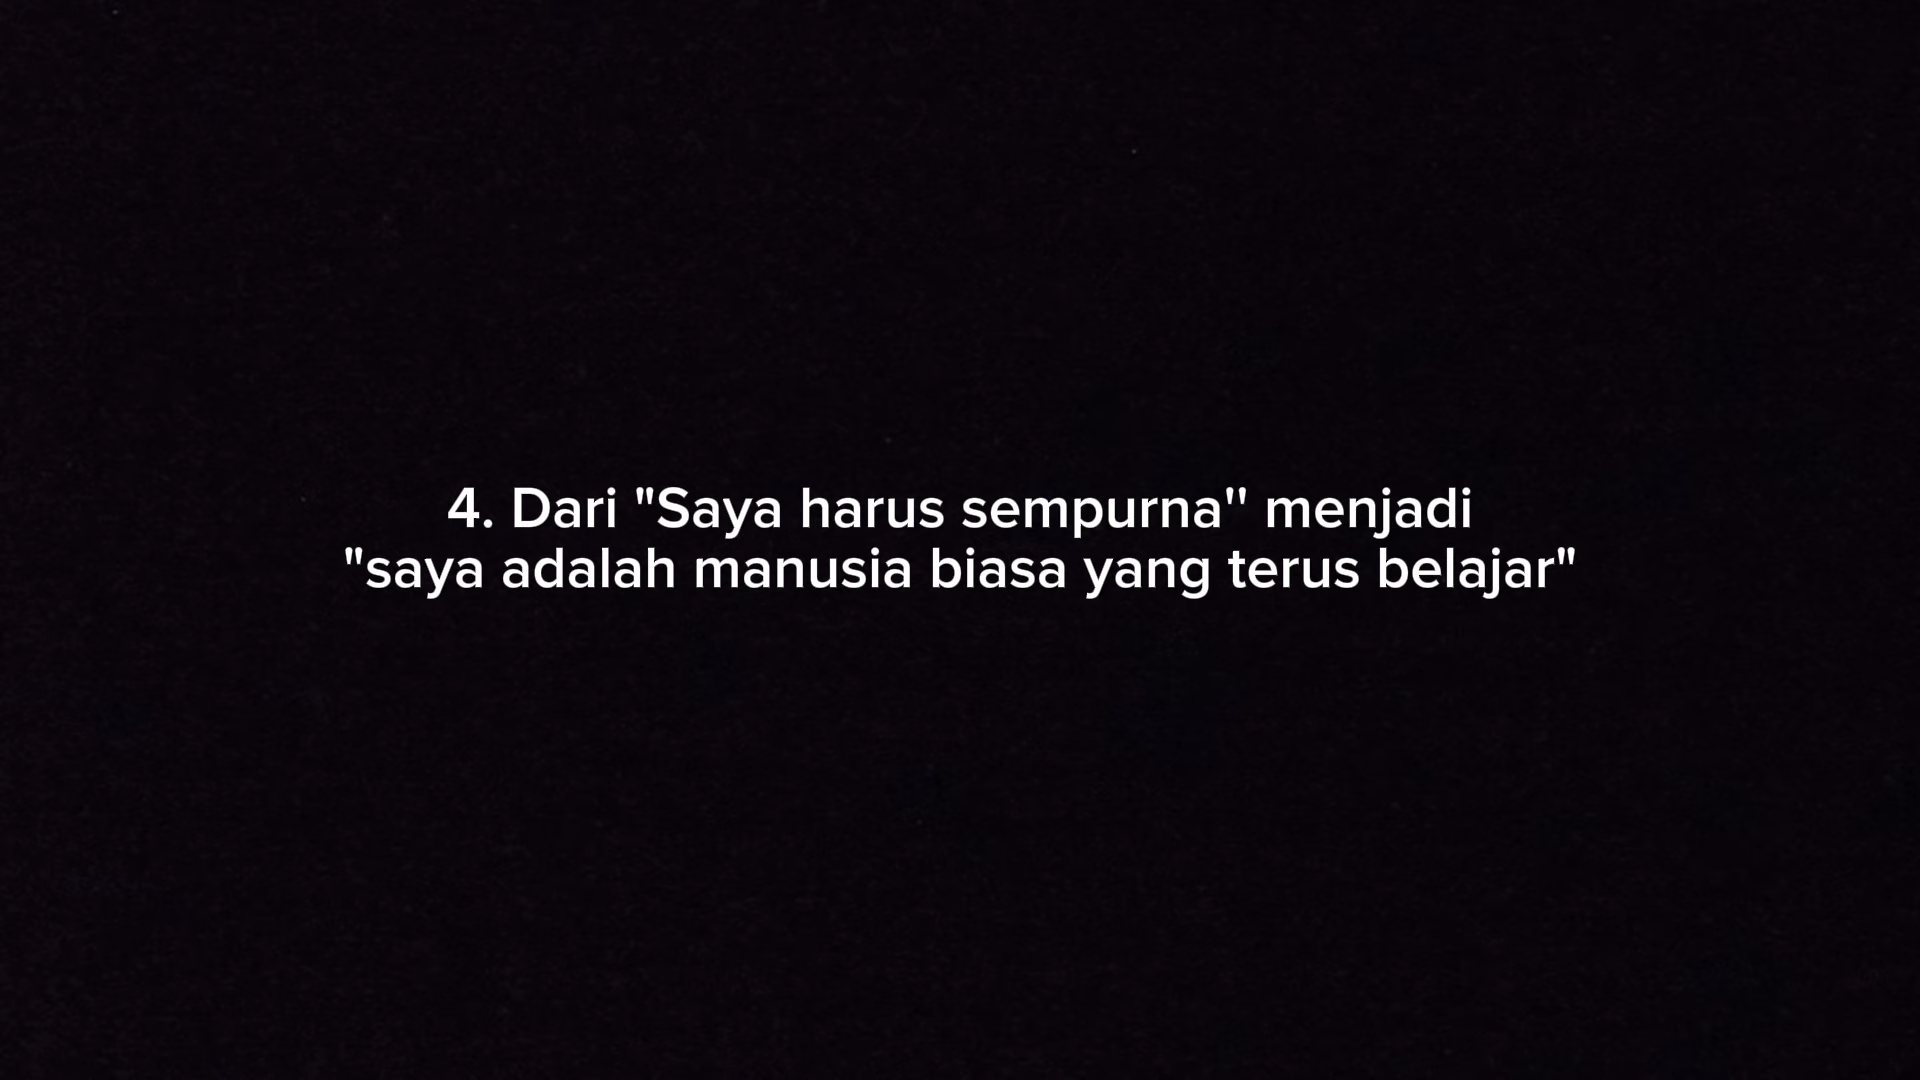 4. Dari "Saya harus sempurna'' menjadi
"saya adalah manusia biasa yang terus belajar"